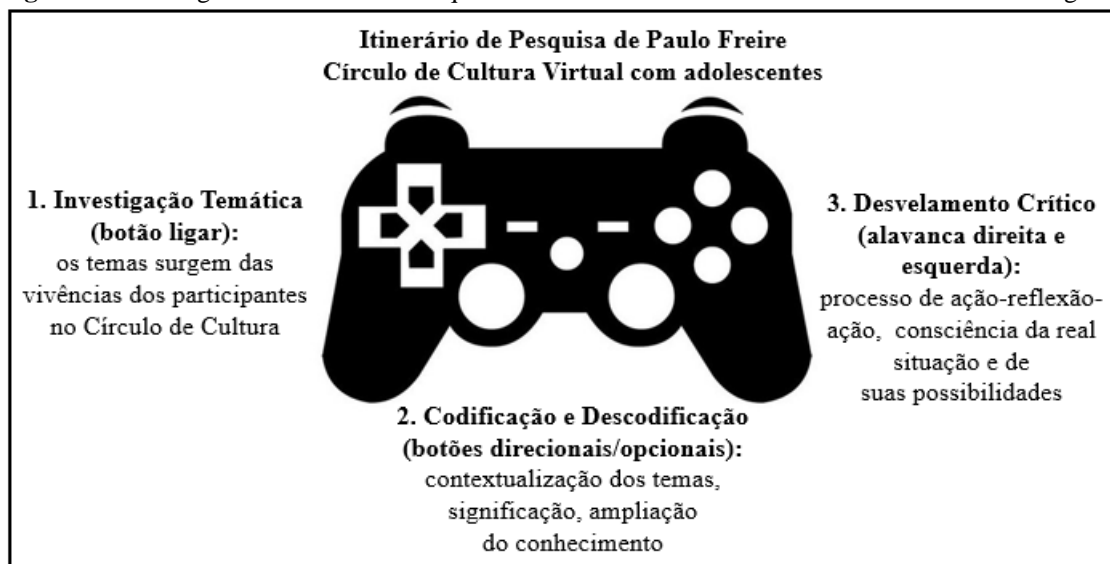 Itinerário de Pesquisa de Paulo Freire
Círculo de Cultura Virtual com adolescentes
1. Investigação Temática
(botão ligar):
os temas surgem das
vivências dos participantes
no Círculo de Cultura
2. Codificação e Descodificação
(botões direcionais/opcionais):
contextualização dos temas,
significação, ampliação
do conhecimento
3. Desvelamento Crítico
(alavanca direita e
esquerda):
processo de ação-reflexão-
ação, consciência da real
situação e de
suas possibilidades